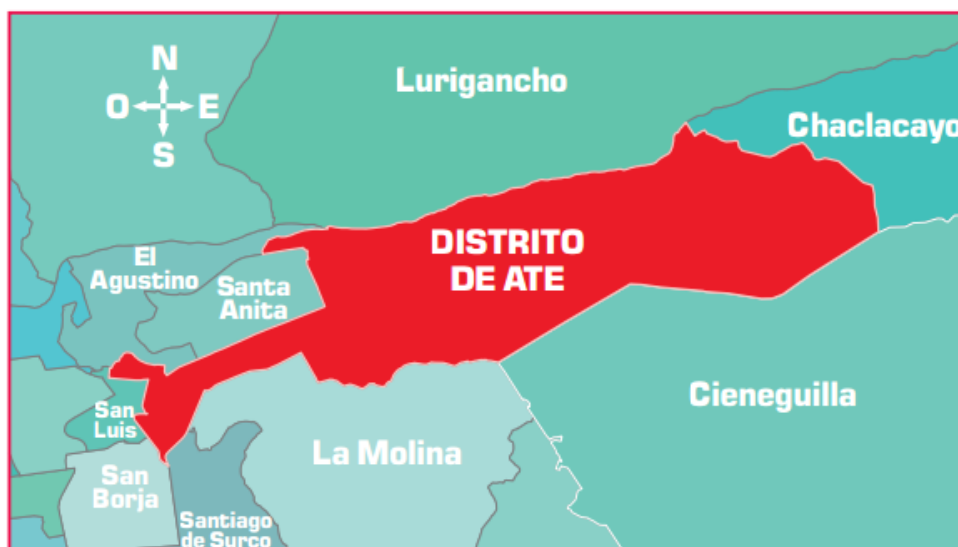 N
O E
S
Lurigancho
Chaclacayo
DISTRITO
DE ATE
El
Agustino
Santa
Anita
Cieneguilla
San
Luis
La Molina
San
Borja
Santiago
de Surco